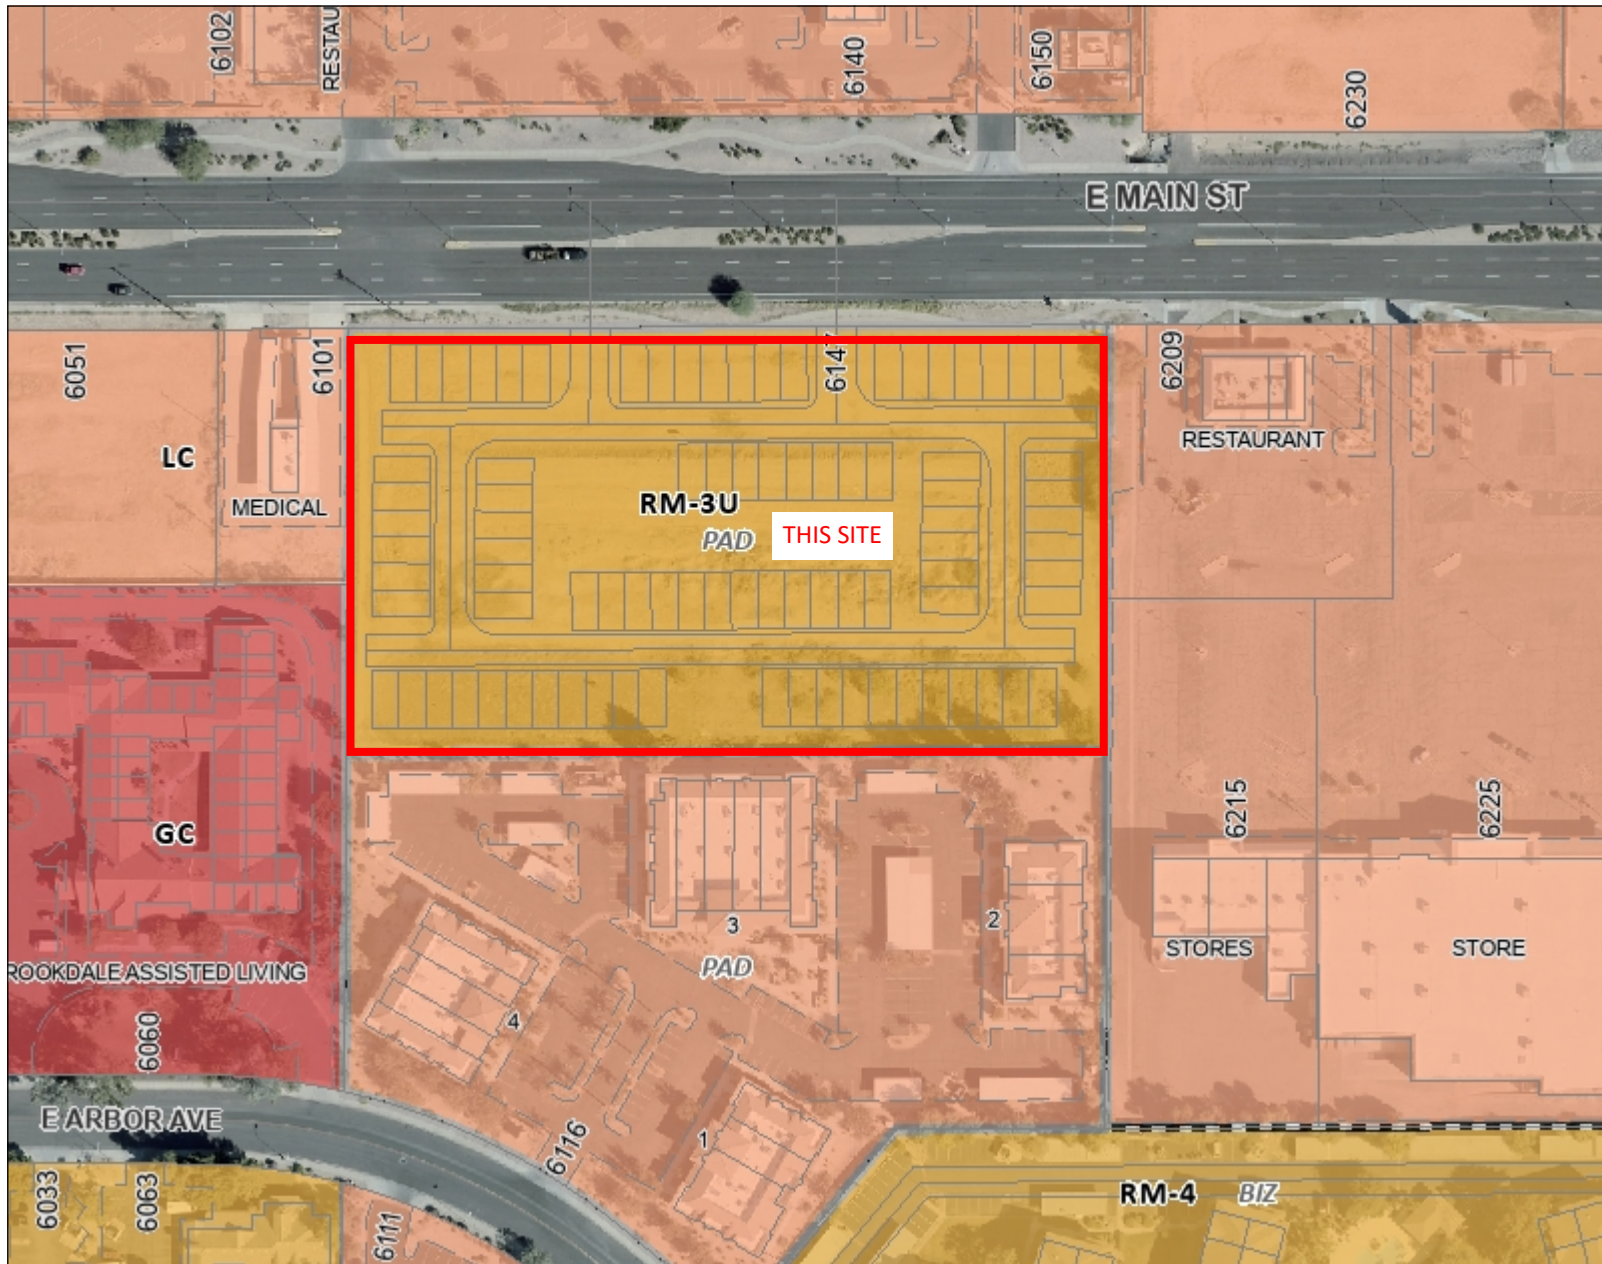 6102
RESTAU
6140
6150
6230
E MAIN ST
6051
6101
6147
6209
RESTAURANT
LC
MEDICAL
RM-3U
PAD
THIS SITE
6215
6225
GC
3
2
STORES
STORE
PAD
ROOKDALE ASSISTED LIVING
4
6060
E ARBOR AVE
6116
1
6033
6063
6111
RM-4
BIZ